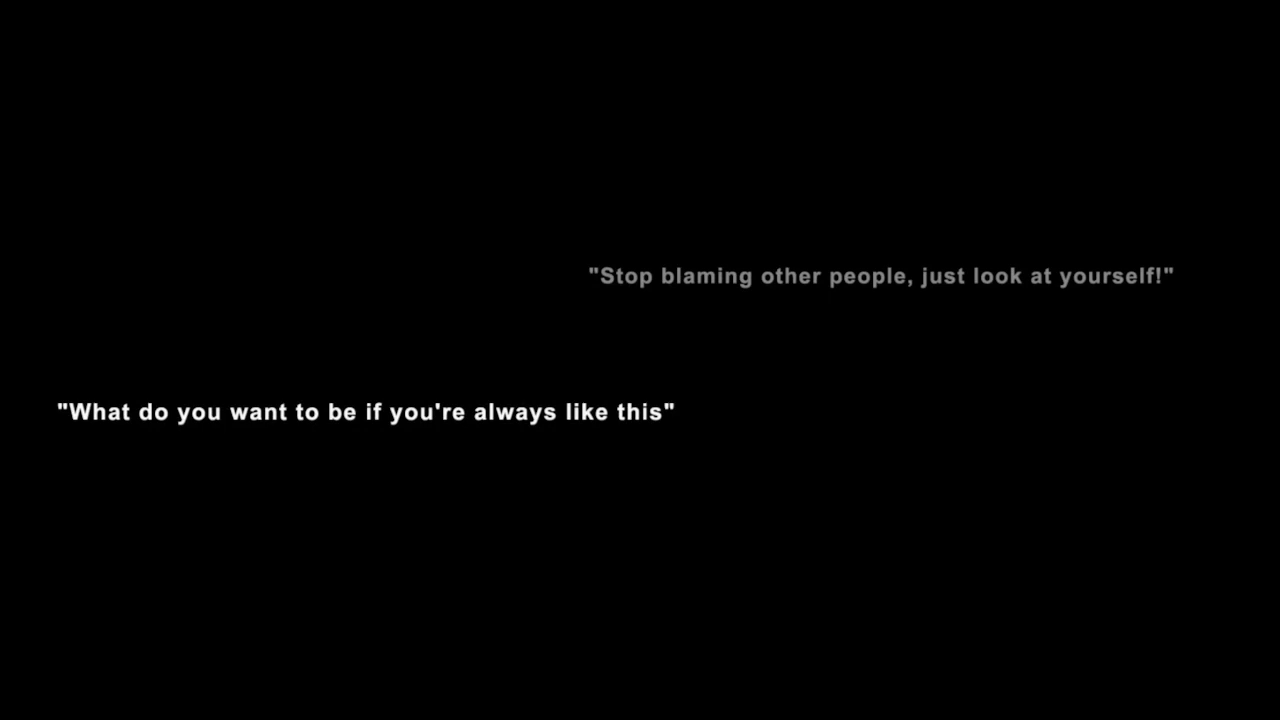 "Stop blaming other people, just look at yourself!"
"What do you want to be if you're always like this"